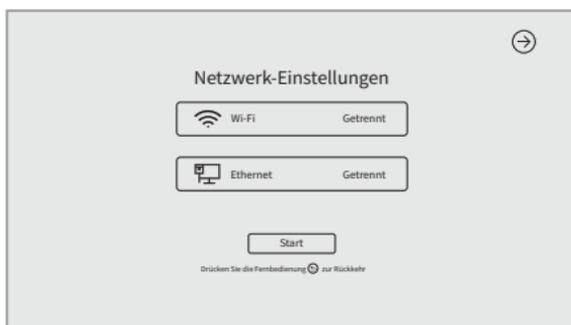 Netzwerk-Einstellungen
Wi-Fi Getrennt
Ethernet Getrennt
Start
Drücken Sie die Fernbedienung zur Rückkehr